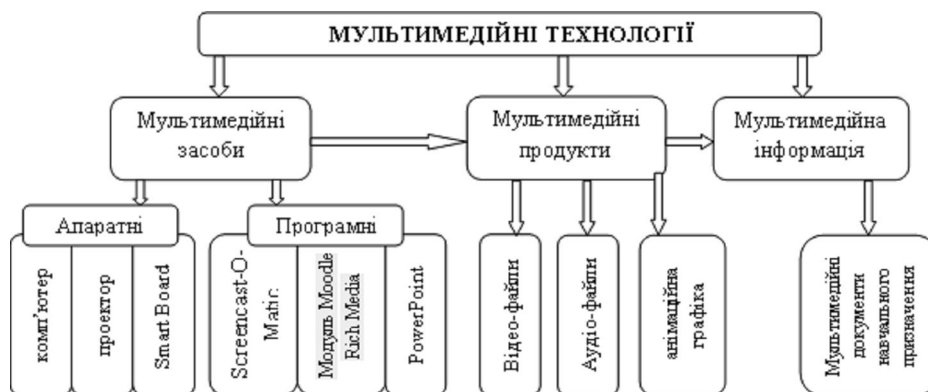 МУЛЬТИМЕДІЙНІ ТЕХНОЛОГІЇ
Мультимедійні
засоби
Мультимедійні
продукти
Мультимедійна
інформація
Апаратні
Програмні
комп'ютер
проектор
Smart Board
Screencast-O-
Matic
Модуль Moodle
Rich Media
PowerPoint
Відео-файли
Аудіо-файли
анімаційна
графіка
Мультимедійні
документи
навчального
призначення